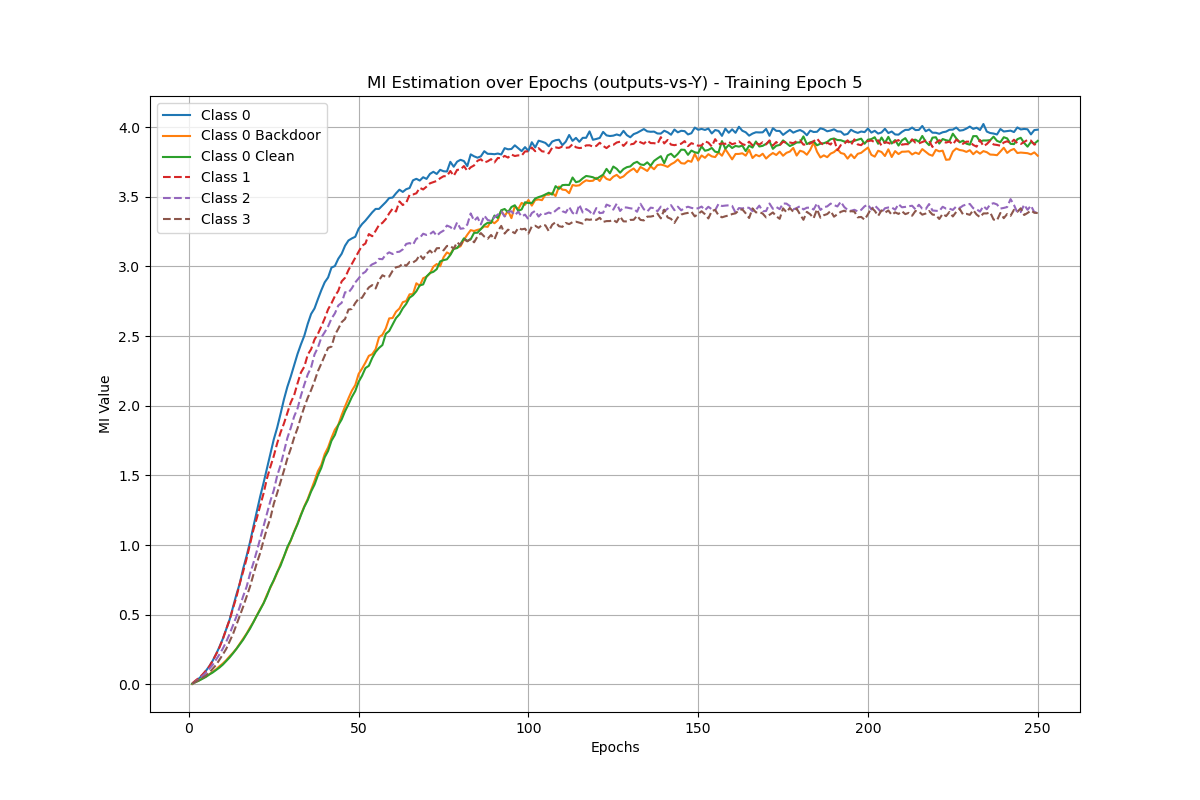 MI Estimation over Epochs (outputs-vs-Y) - Training Epoch 5
Class 0
Class 0 Backdoor
Class 0 Clean
Class 1
Class 2
Class 3
MI Value
4.0
3.5
3.0
2.5
2.0
1.5
1.0
0.5
0.0
0
50
100
150
200
250
Epochs